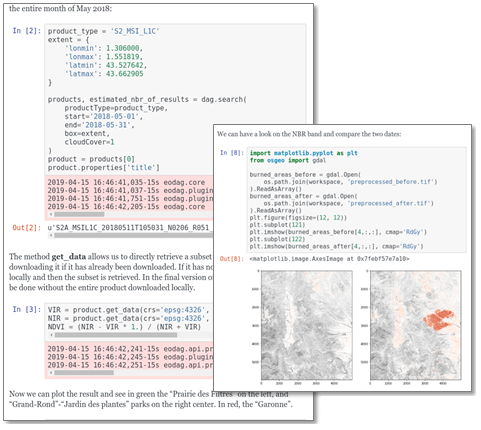 the entire month of May 2018:
In [2]: product_type = 'S2_MSI_L1C'
extent = {
'lonmin': 1.306000,
'lonmax': 1.551819,
'latmin': 43.527642,
'latmax': 43.662905
}
products, estimated_nbr_of_results = dag.search(
productType=product_type,
start='2018-05-01',
end='2018-05-31',
box=extent,
cloudCover=1
)
product = products[0]
product.properties['title']
2019-04-15 16:46:41,035-15s eodag.core
2019-04-15 16:46:41,037-15s eodag.plugin
2019-04-15 16:46:41,751-15s eodag.plugin
2019-04-15 16:46:42,205-15s eodag.core
Out[2]: u'S2A_MSIL1C_20180511T105031_N0206_R051_
The method get_data allows us to directly retrieve a subset
downloading it if it has already been downloaded. If it has no
locally and then the subset is retrieved. In the final version o
be done without the entire product downloaded locally.
In [3]: VIR = product.get_data(crs='epsg:4326',
NIR = product.get_data(crs='epsg:4326',
NDVI = (NIR - VIR * 1.) / (NIR + VIR)
2019-04-15 16:46:42,241-15s eodag.api.pr
2019-04-15 16:46:42,245-15s eodag.plugin
2019-04-15 16:46:42,251-15s eodag.api.pr
Now we can plot the result and see in green the “Prairie des Filtres” on the left, and
“Grand-Rond”-“Jardin des plantes” parks on the right center. In red, the “Garonne”.
We can have a look on the NBR band and compare the two dates:
In [8]: import matplotlib.pyplot as plt
from osgeo import gdal
burned_areas_before = gdal.Open(
os.path.join(workspace, 'preprocessed_before.tif')
).ReadAsArray()
burned_areas_after = gdal.Open(
os.path.join(workspace, 'preprocessed_after.tif')
).ReadAsArray()
plt.figure(figsize=(12, 12))
plt.subplot(121)
plt.imshow(burned_areas_before[4,:,:], cmap='RdGy')
plt.subplot(122)
plt.imshow(burned_areas_after[4,:,:], cmap='RdGy')
Out[8]: <matplotlib.image.AxesImage at 0x7febf57e7a10>